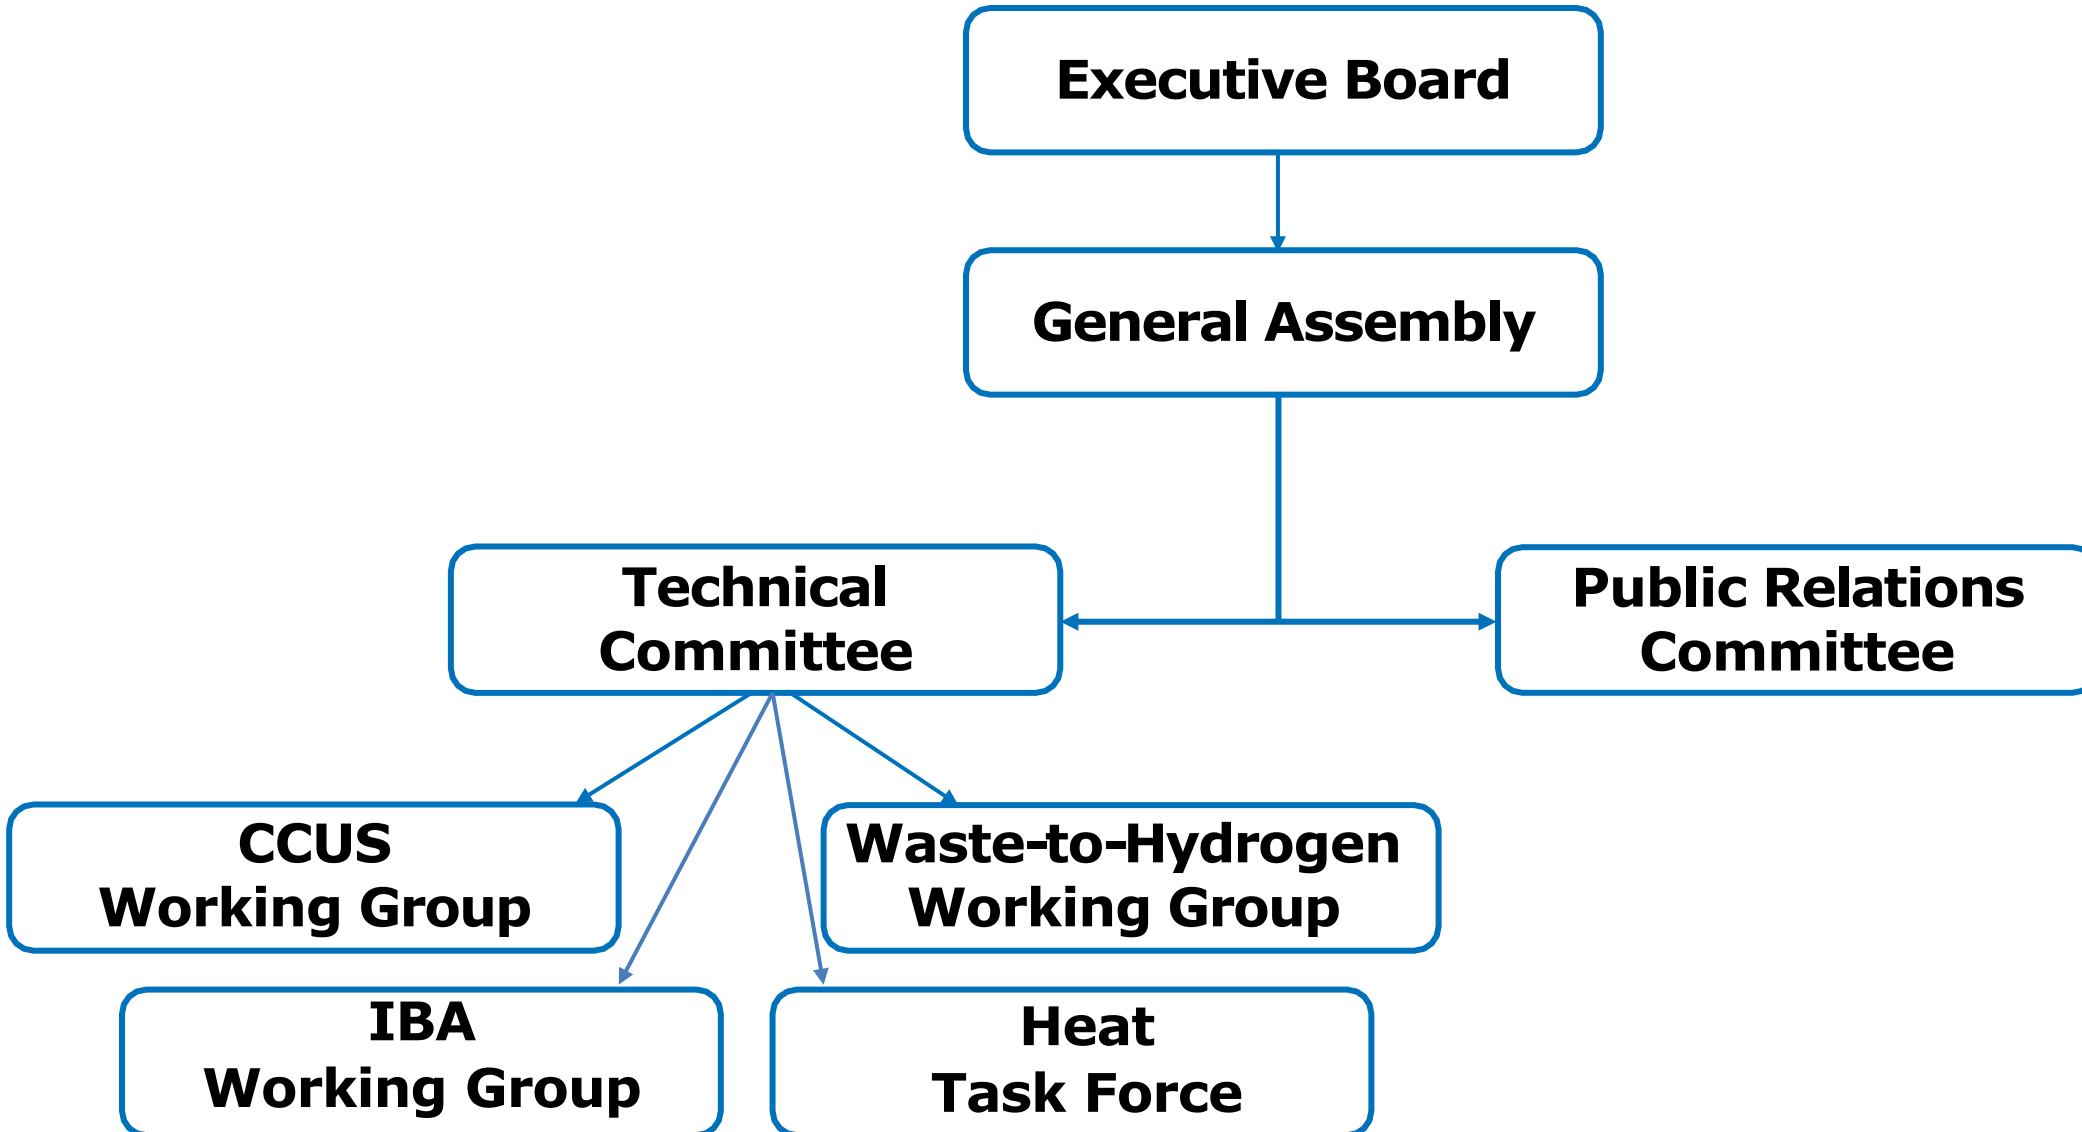 Executive Board
General Assembly
Technical
Committee
Public Relations
Committee
CCUS
Working Group
Waste-to-Hydrogen
Working Group
IBA
Working Group
Heat
Task Force